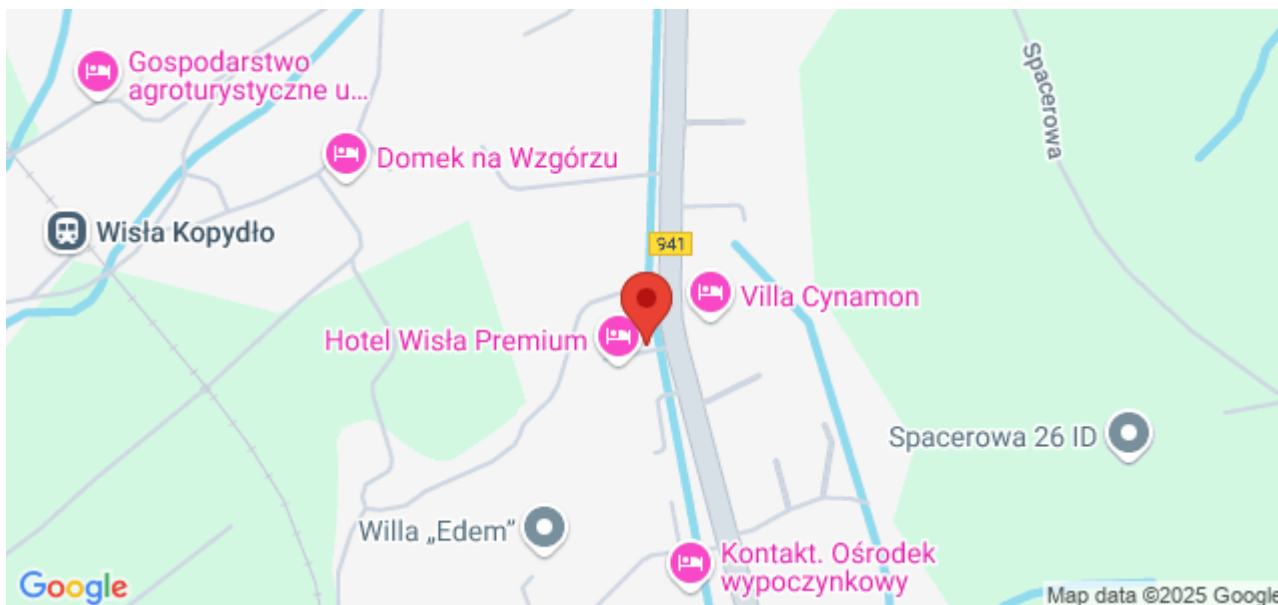 Gospodarstwo
agroturystyczne u...
Domek na Wzgórzu
Spacerowa
Wisła Kopydło
941
Villa Cynamon
Hotel Wisła Premium
Spacerowa 26 ID
Willa „Edem”
Kontakt. Ośrodek
wypoczynkowy
Google
Map data ©2025 Google